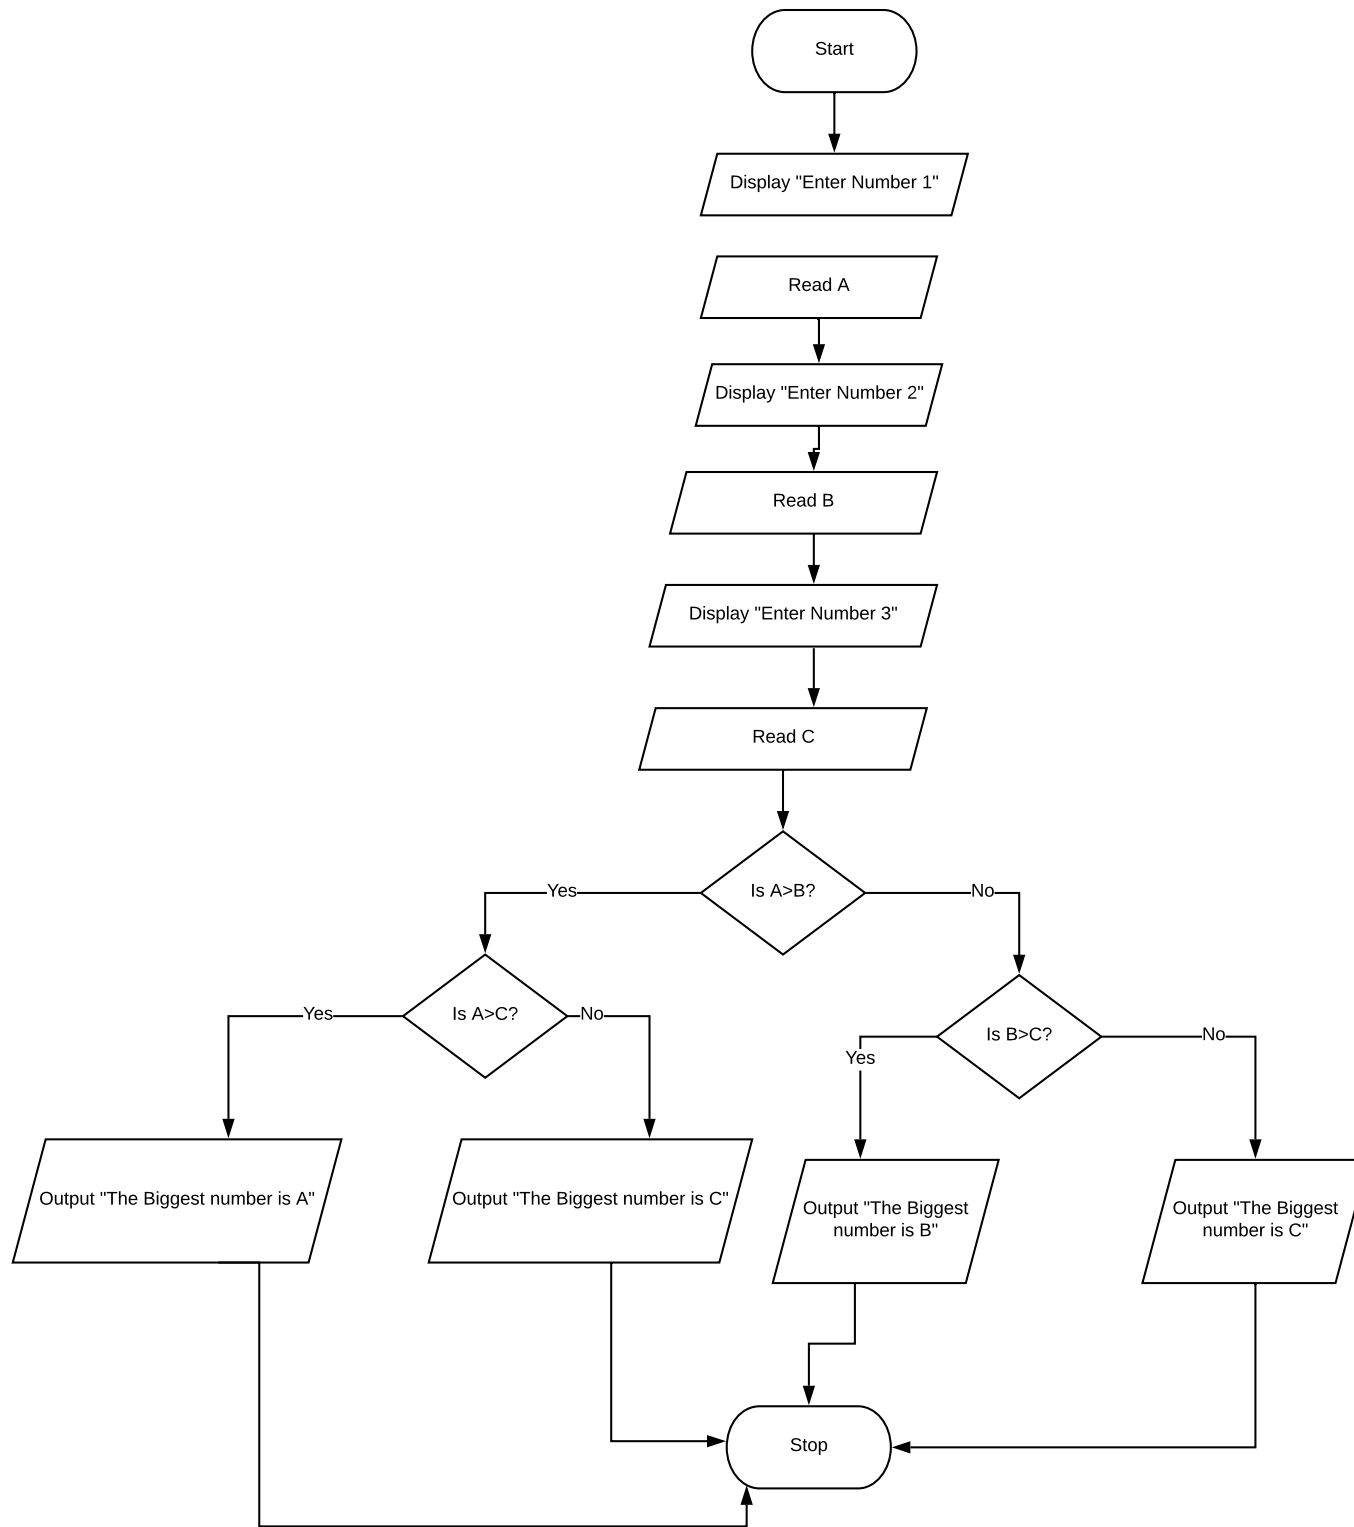 Start
Display "Enter Number 1"
Read A
Display "Enter Number 2"
Read B
Display "Enter Number 3"
Read C
Is A>B?
Yes
No
Is A>C?
Yes
No
Is B>C?
Yes
No
Output "The Biggest number is A"
Output "The Biggest number is C"
Output "The Biggest
number is B"
Output "The Biggest
number is C"
Stop